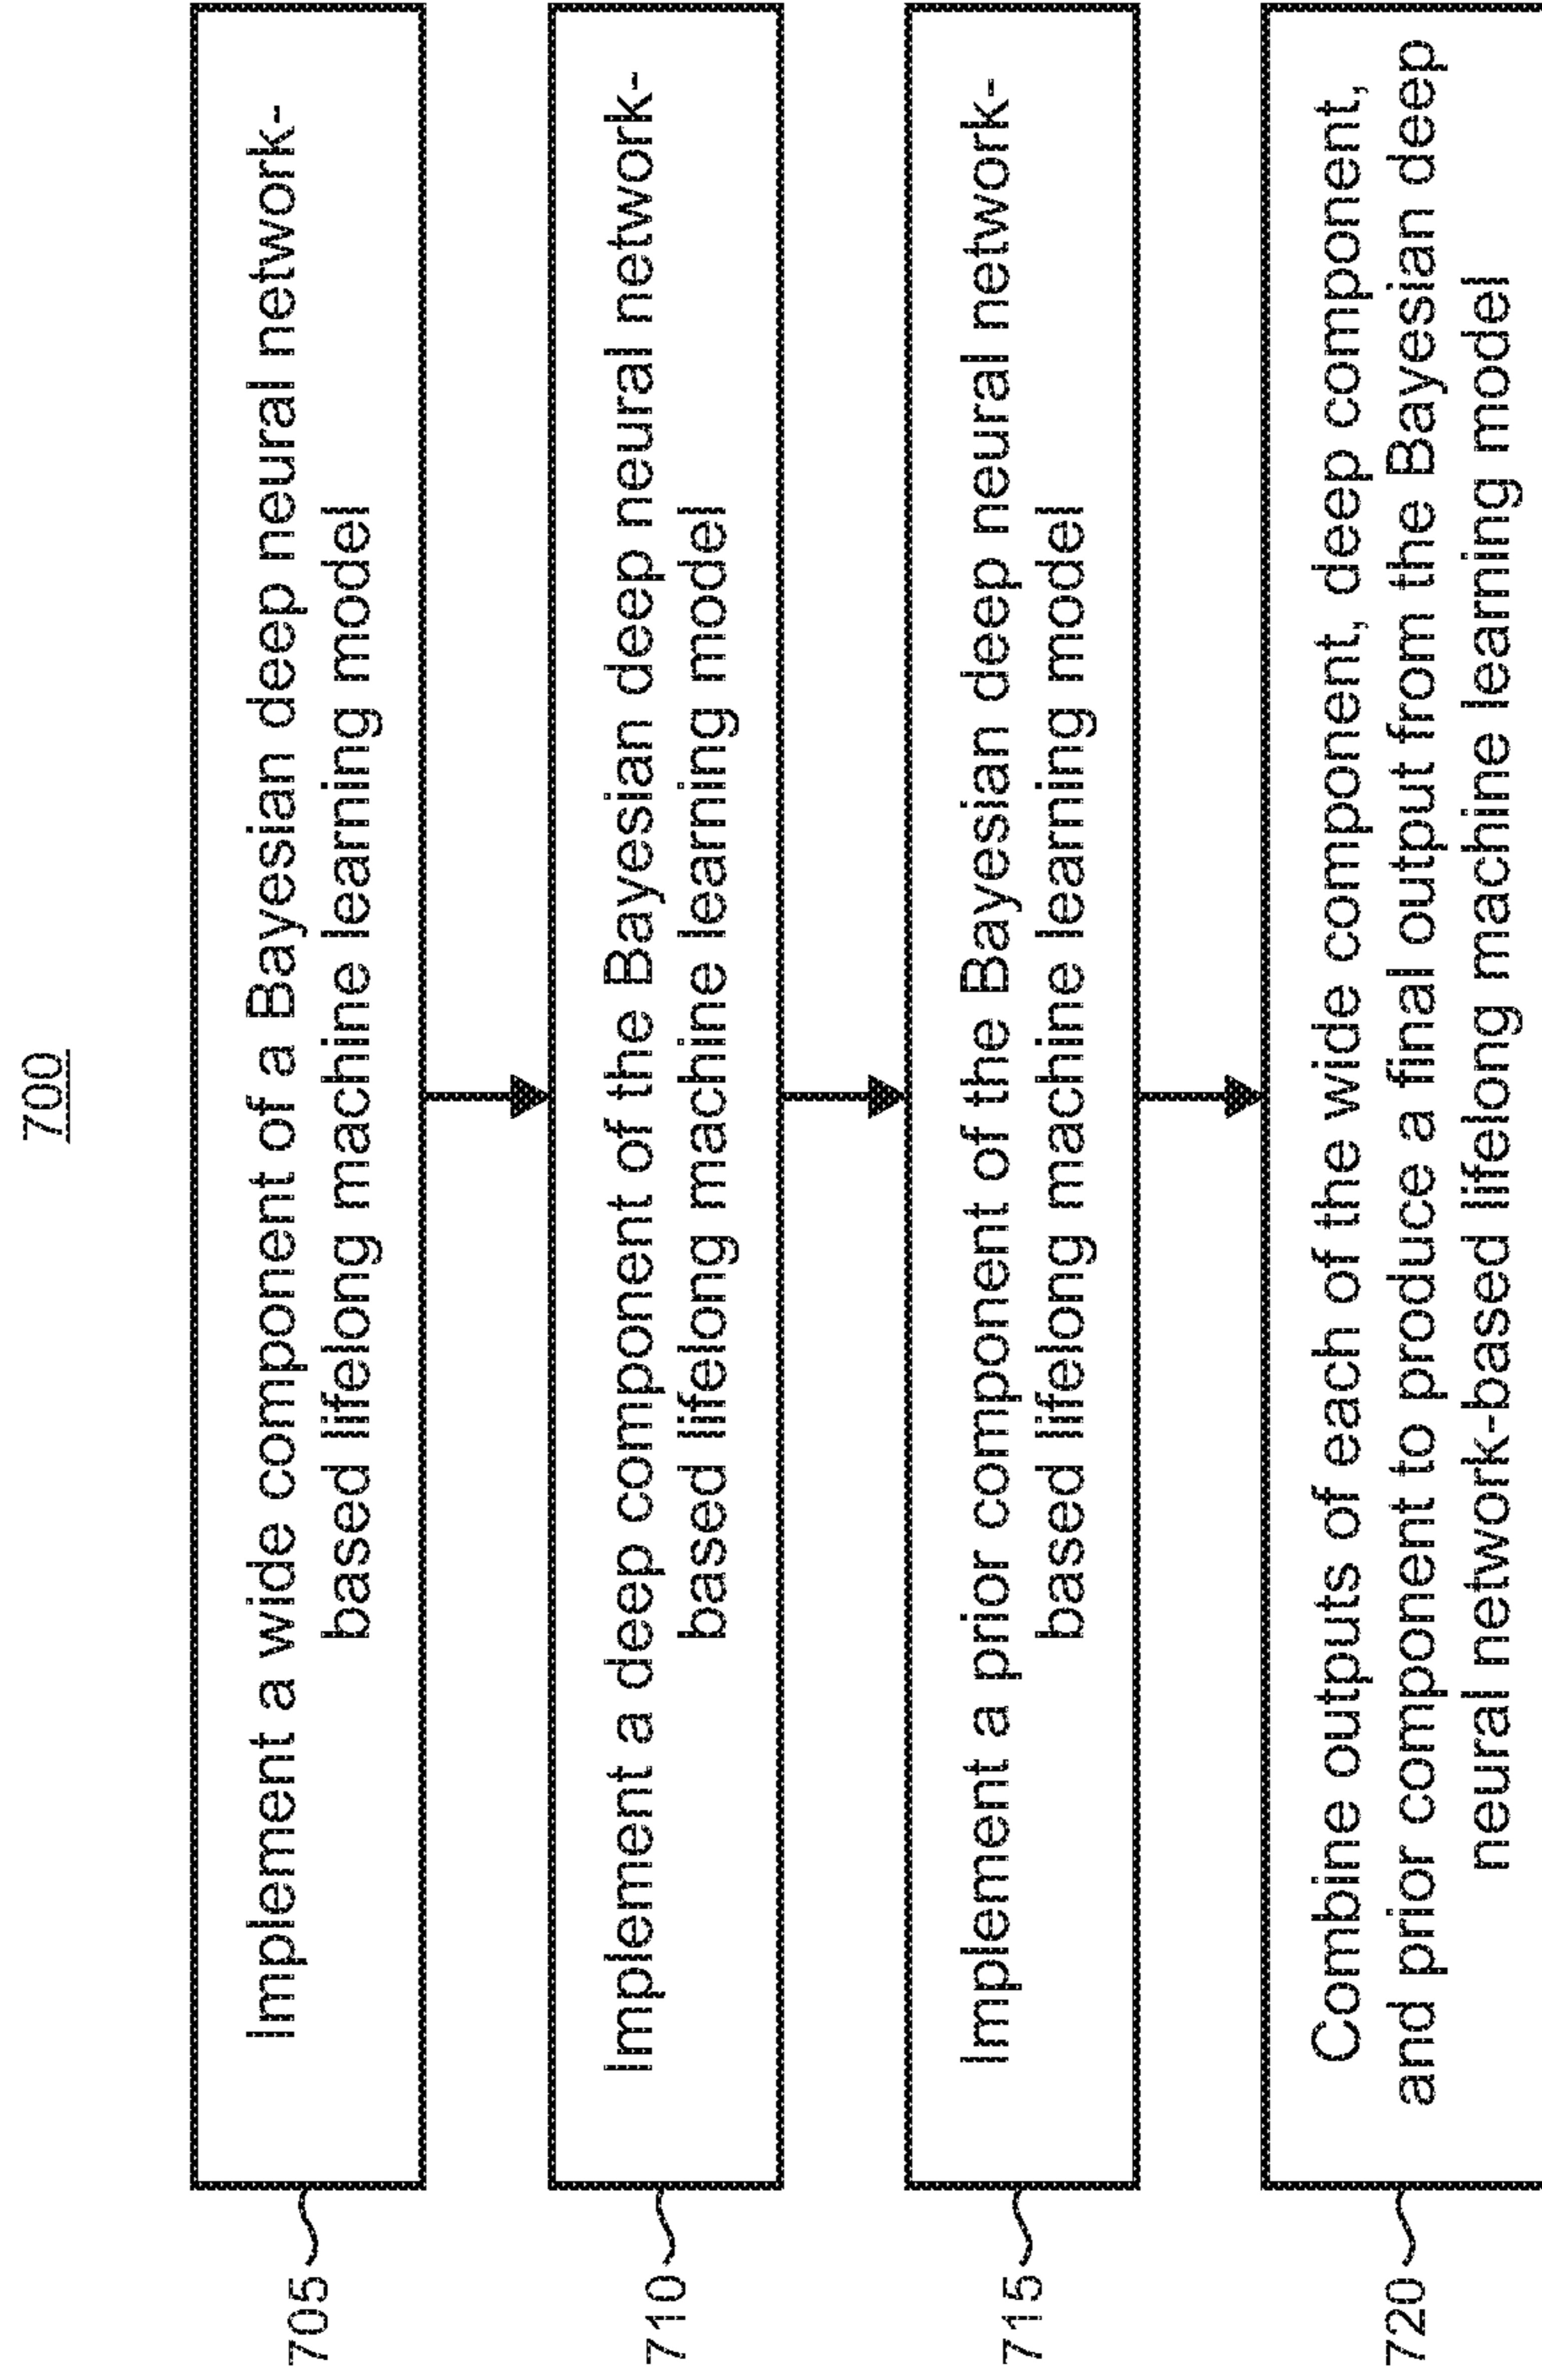 700
705
Implement a wide component of a Bayesian deep neural network-
based lifelong machine learning model
710
Implement a deep component of the Bayesian deep neural network-
based lifelong machine learning model
715
Implement a prior component of the Bayesian deep neural network-
based lifelong machine learning model
720
Combine outputs of each of the wide component, deep component,
and prior component to produce a final output from the Bayesian deep
neural network-based lifelong machine learning model